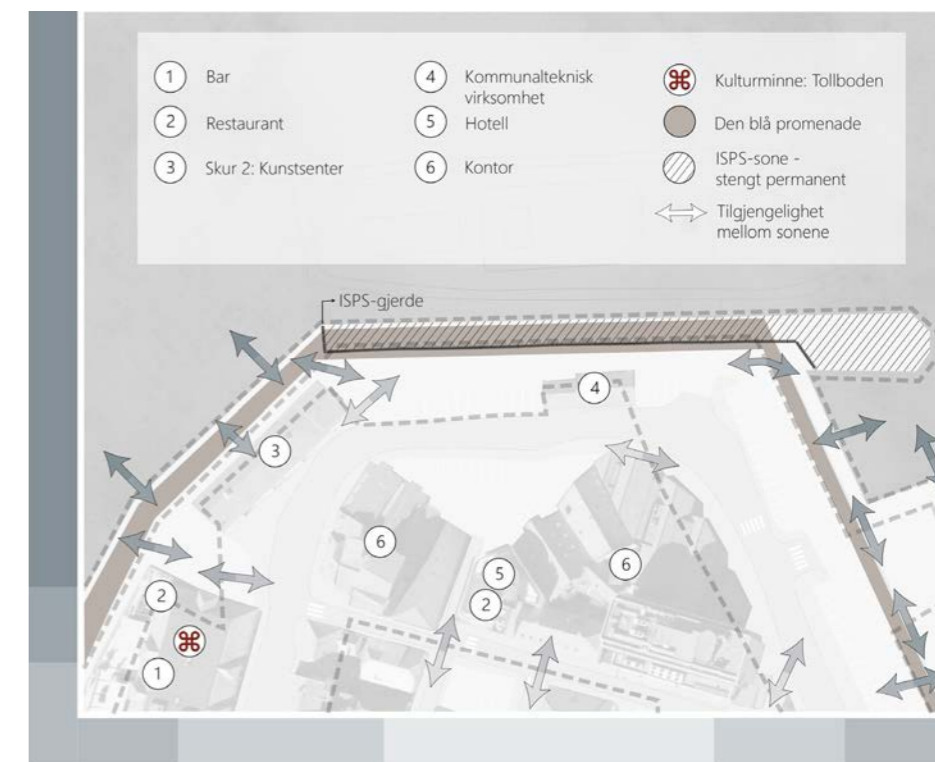 1 Bar
2 Restaurant
3 Skur 2: Kunstsenter
4 Kommunalteknisk
virksomhet
5 Hotell
6 Kontor
⌘ Kulturminne: Tollboden
Den blå promenade
ISPS-sone -
stengt permanent
Tilgjengelighet
mellom sonene
ISPS-gjerde
4
3
6
5
6
2
2
⌘
1